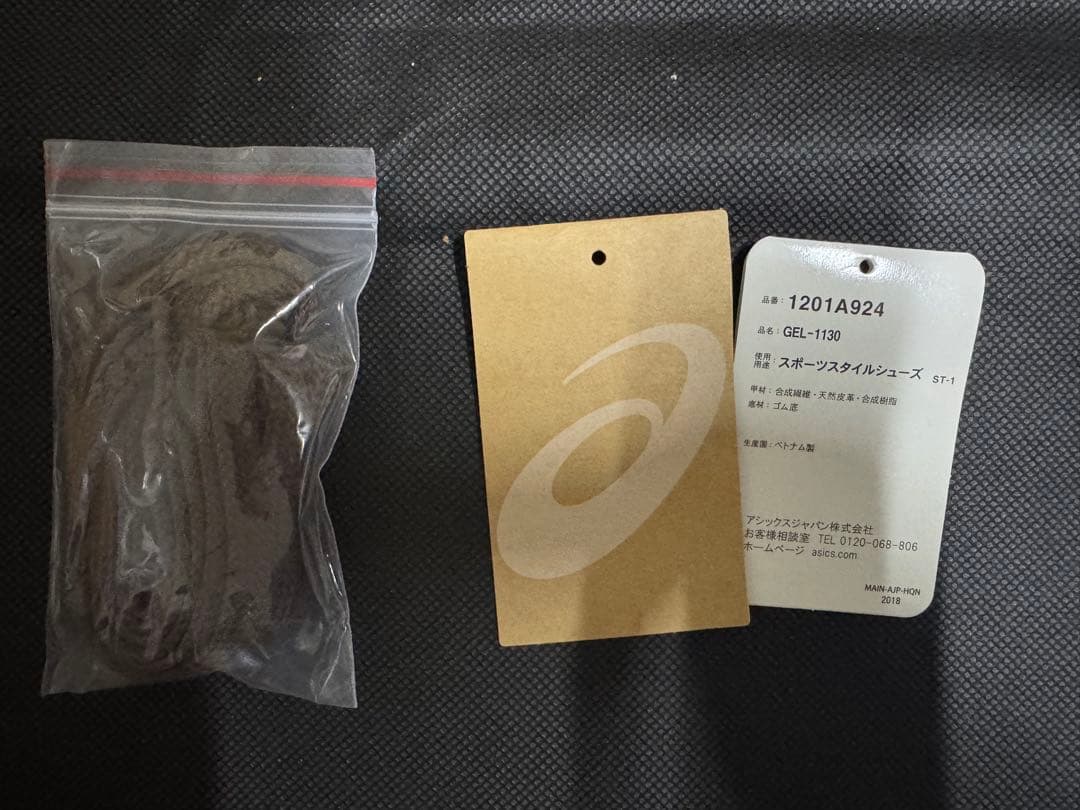 品番: 1201A924
品名: GEL-1130
使用用途: スポーツスタイルシューズ ST-1
甲材: 合成繊維・天然皮革・合成樹脂
底材: ゴム底
生産国: ベトナム製
アシックスジャパン株式会社
お客様相談室 TEL 0120-068-806
ホームページ asics.com
MAIN-AJP-HQN
2018